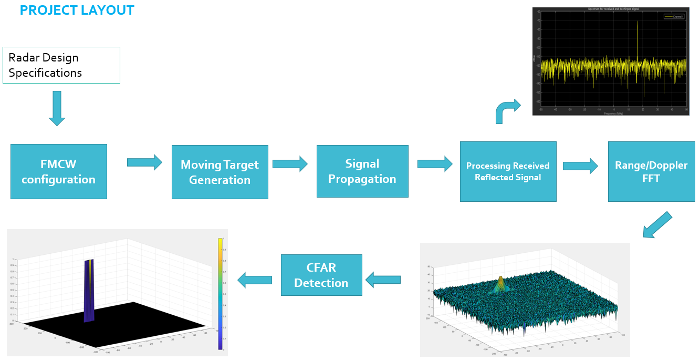 PROJECT LAYOUT
Radar Design
Specifications
FMCW
configuration
Moving Target
Generation
Signal
Propagation
Processing Received
Reflected Signal
Range/Doppler
FFT
CFAR
Detection